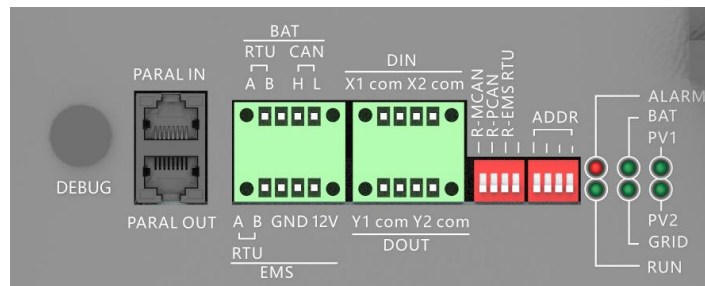 BAT
RTU CAN
A B H L
PARAL IN
DIN
X1 com X2 com
R-MCAN
R-PCAN
R-EMS RTU
ADDR
ALARM
BAT
PV1
DEBUG
PARAL OUT
A B GND 12V
RTU
EMS
Y1 com Y2 com
DOUT
PV2
GRID
RUN